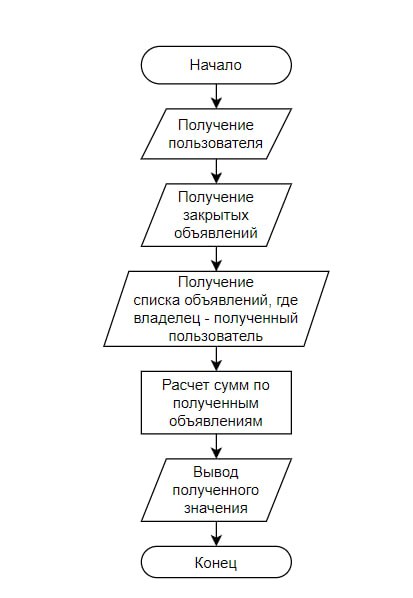 Начало
Получение
пользователя
Получение
закрытых
объявлений
Получение
списка объявлений, где
владелец - полученный
пользователь
Расчет сумм по
полученным
объявлениям
Вывод
полученного
значения
Конец